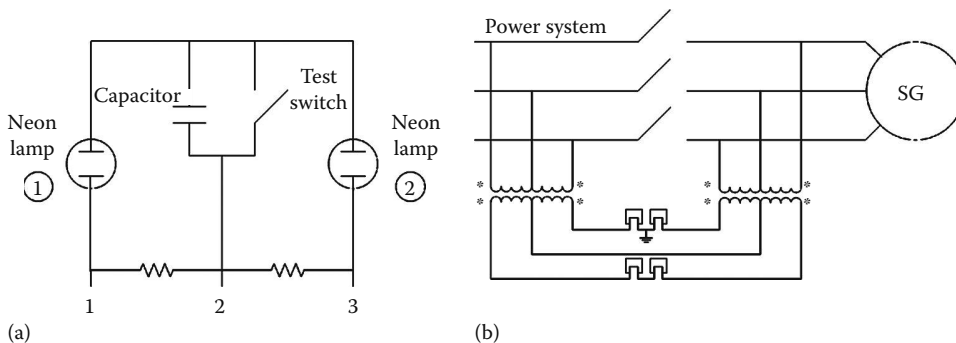 Capacitor
Test
switch
Neon
lamp
1
Neon
lamp
2
1
2
3
(a)
Power system
SG
*
*
*
*
(b)